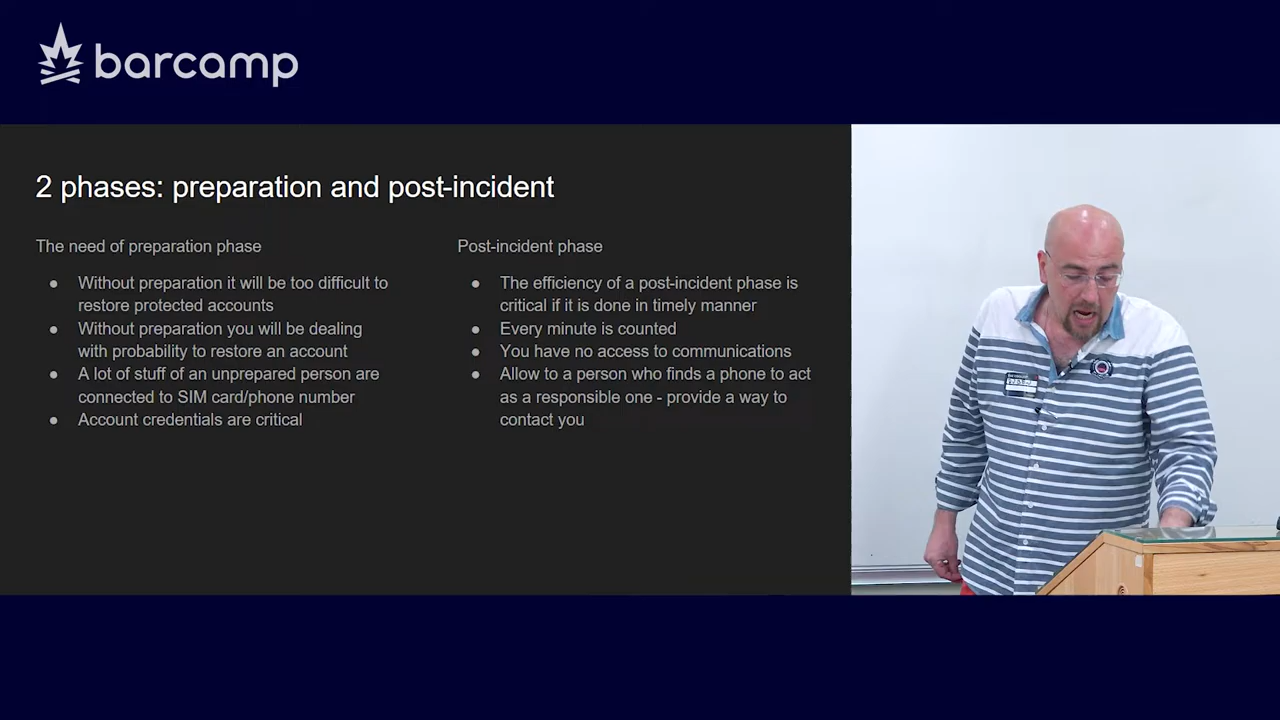 barcamp
2 phases: preparation and post-incident
The need of preparation phase
● Without preparation it will be too difficult to
restore protected accounts
● Without preparation you will be dealing
with probability to restore an account
● A lot of stuff of an unprepared person are
connected to SIM card/phone number
● Account credentials are critical
Post-incident phase
● The efficiency of a post-incident phase is
critical if it is done in timely manner
● Every minute is counted
● You have no access to communications
● Allow to a person who finds a phone to act
as a responsible one - provide a way to
contact you